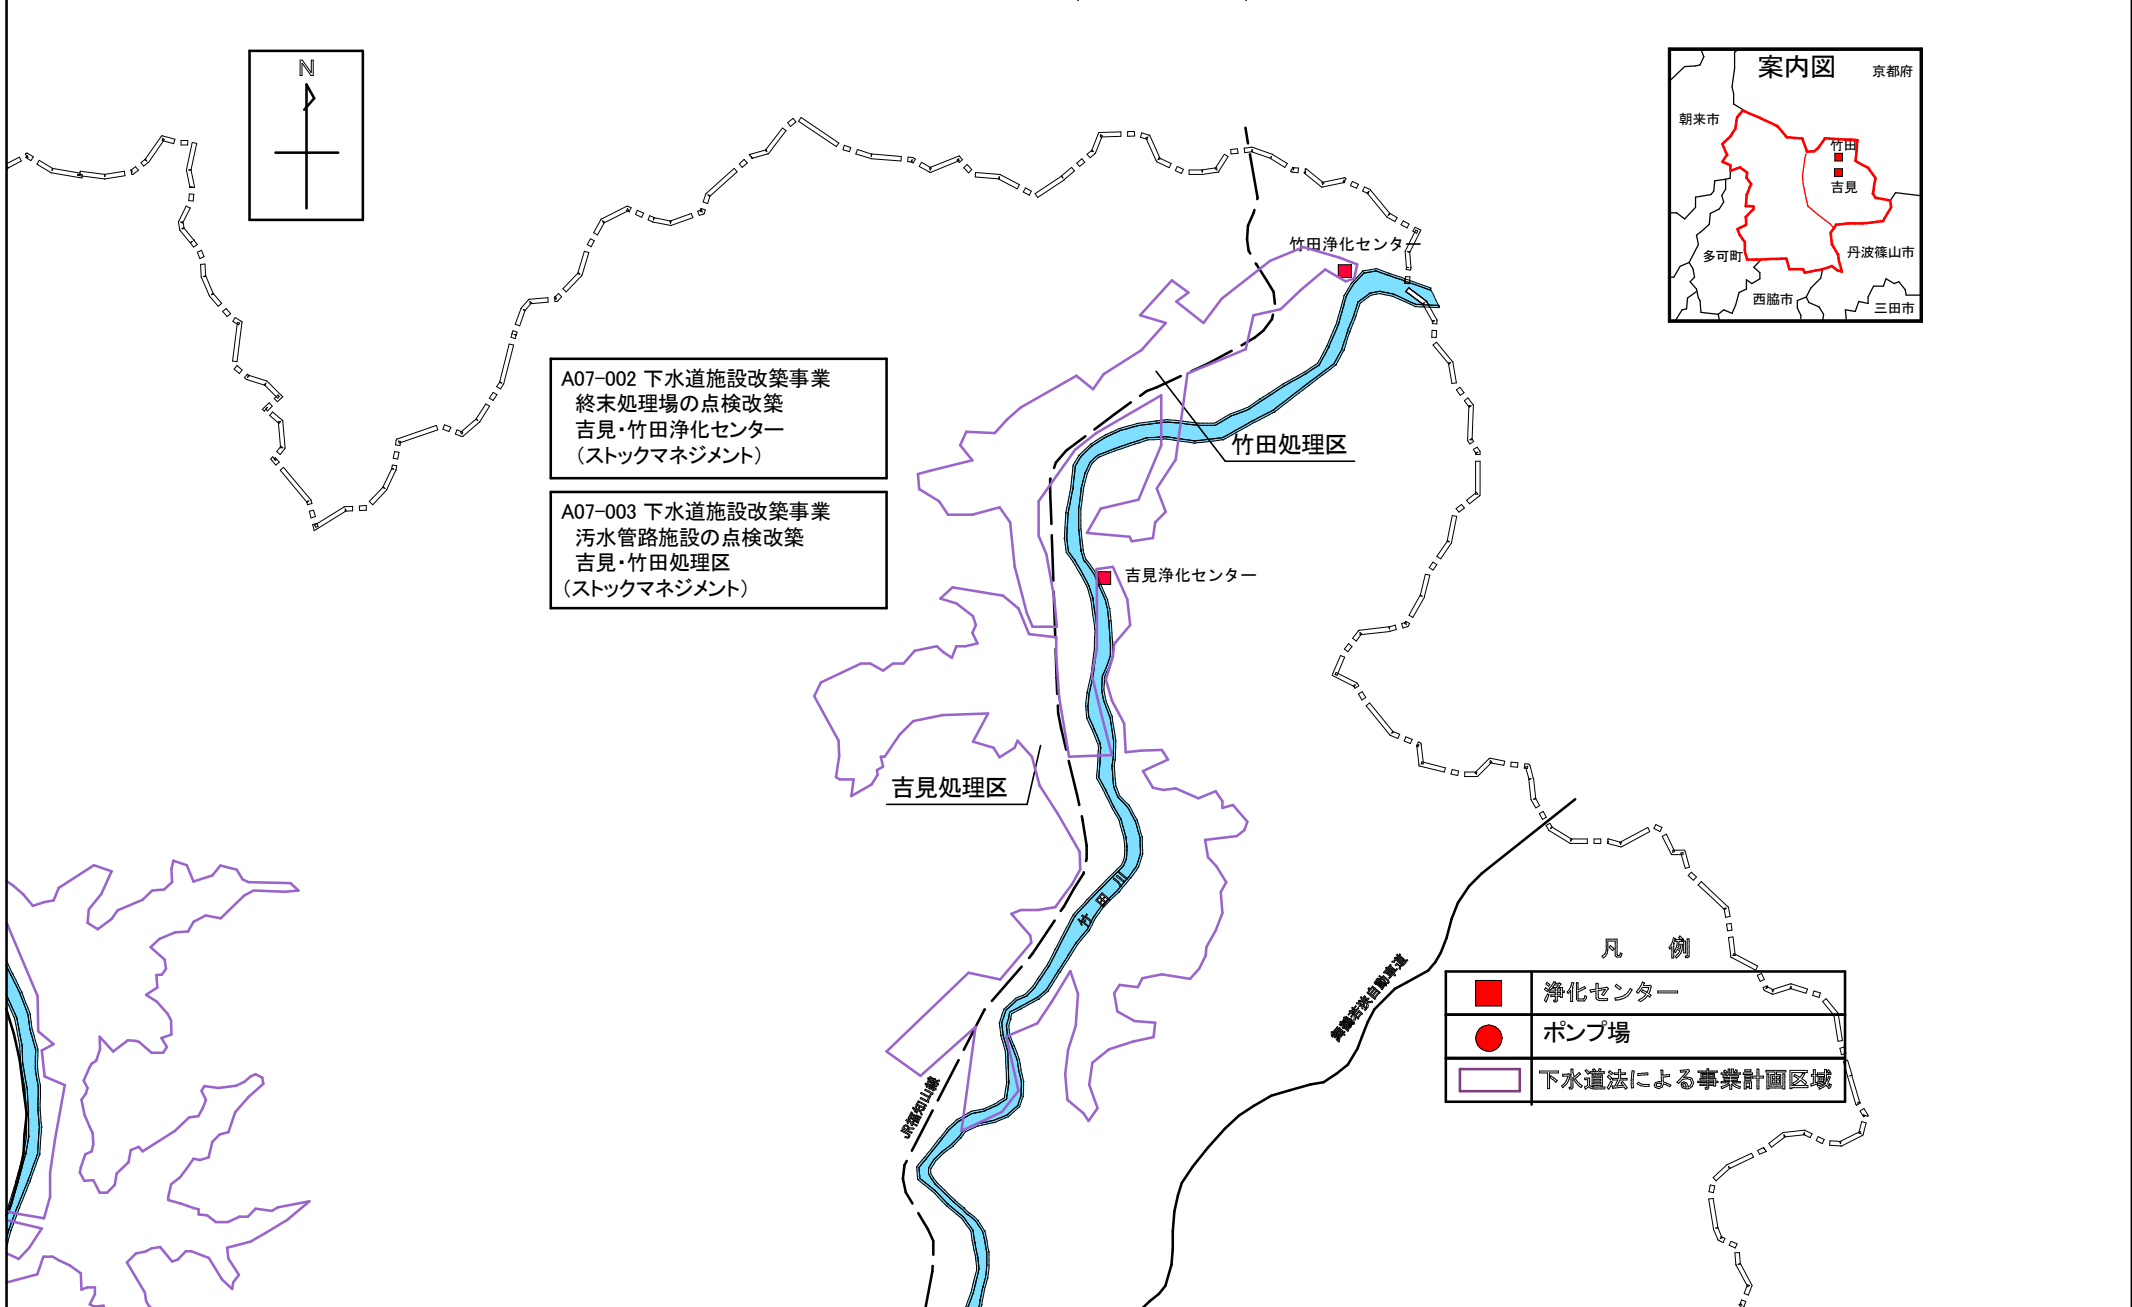 N
案内図
京都府
朝来市
竹田
吉見
多可町
丹波篠山市
西脇市
三田市
竹田浄化センター
A07-002 下水道施設改築事業
終末処理場の点検改築
吉見・竹田浄化センター
（ストックマネジメント）
竹田処理区
A07-003 下水道施設改築事業
汚水管路施設の点検改築
吉見・竹田処理区
（ストックマネジメント）
吉見浄化センター
吉見処理区
竹田川
舞鶴若狭自動車道
JR福知山線
凡 例
浄化センター
ポンプ場
下水道法による事業計画区域